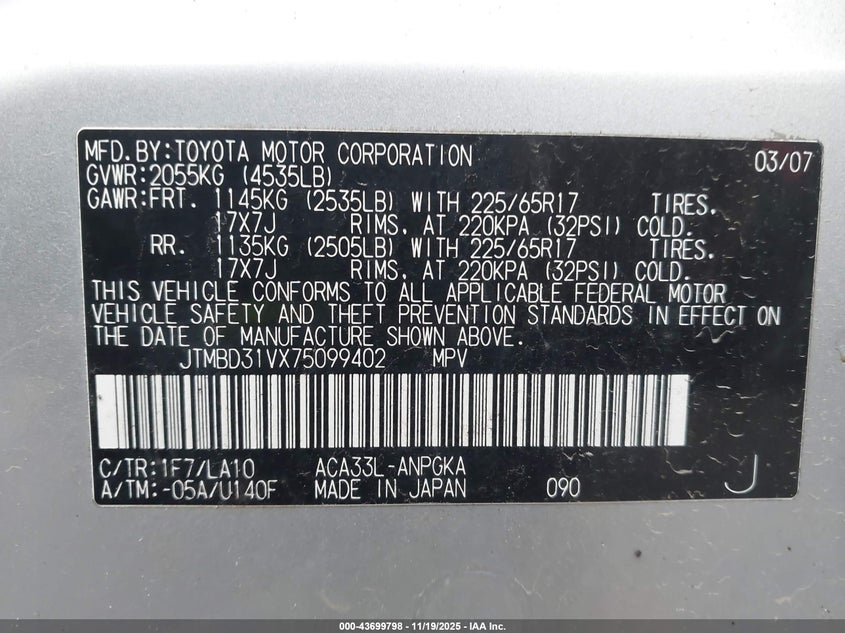 MFD.BY:TOYOTA MOTOR CORPORATION 03/07
GVWR:2055KG (4535LB)
GAWR:FRT. 1145KG (2535LB) WITH 225/65R17 TIRES.
17X7J RIMS. AT 220KPA (32PSI) COLD.
RR. 1135KG (2505LB) WITH 225/65R17 TIRES.
17X7J RIMS. AT 220KPA (32PSI) COLD.
THIS VEHICLE CONFORMS TO ALL APPLICABLE FEDERAL MOTOR
VEHICLE SAFETY AND THEFT PREVENTION STANDARDS IN EFFECT ON
THE DATE OF MANUFACTURE SHOWN ABOVE.
JTMBD31VX75099402 MPV
C/TR:1F7/LA10 ACA33L-ANPGKA
A/TM:-05A/U140F MADE IN JAPAN 090 J
000-43699798 - 11/19/2025 - IAA Inc.